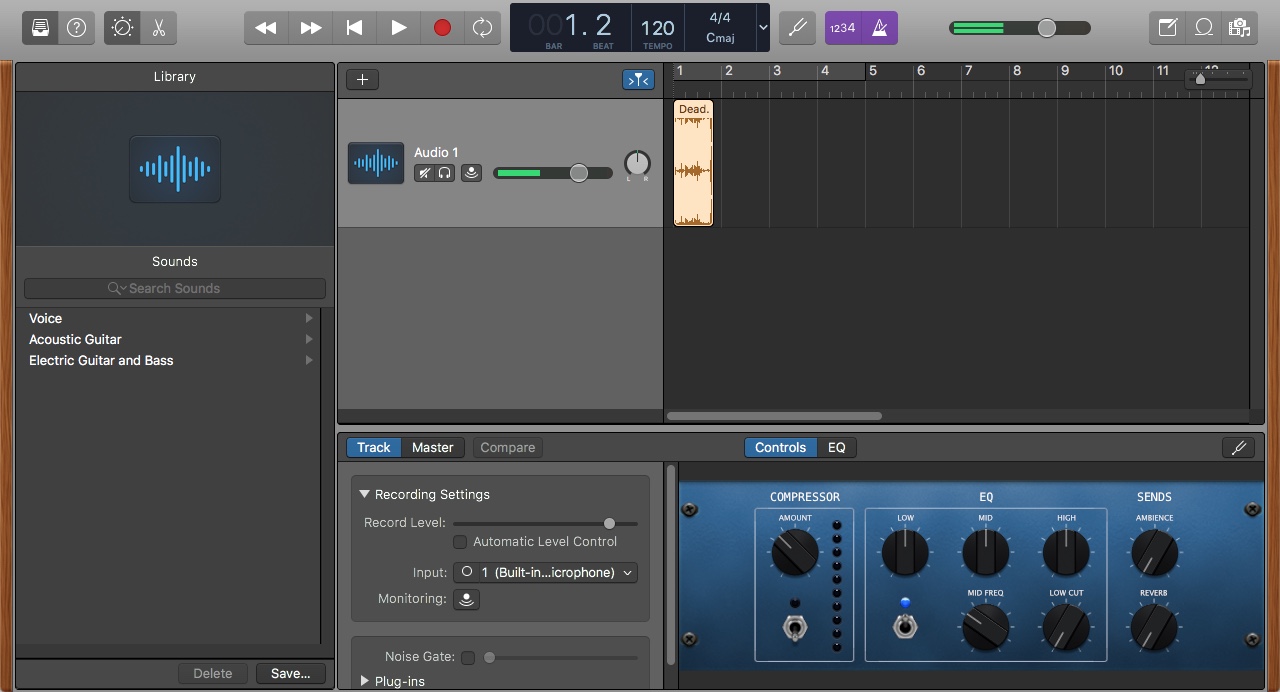 1234
001.2
BAR BEAT
120
TEMPO
4/4
Cmaj
Library
Sounds
Search Sounds
Voice
Acoustic Guitar
Electric Guitar and Bass
Delete
Save...
1 2 3 4 5 6 7 8 9 10 11
Audio 1
L R
Dead.
Track
Master
Compare
Controls
EQ
Recording Settings
Record Level:
Automatic Level Control
Input:
1 (Built-in...icrophone)
Monitoring:
Noise Gate:
Plug-ins
COMPRESSOR
AMOUNT
EQ
LOW
MID
HIGH
MID FREQ
LOW CUT
SENDS
AMBIENCE
REVERB